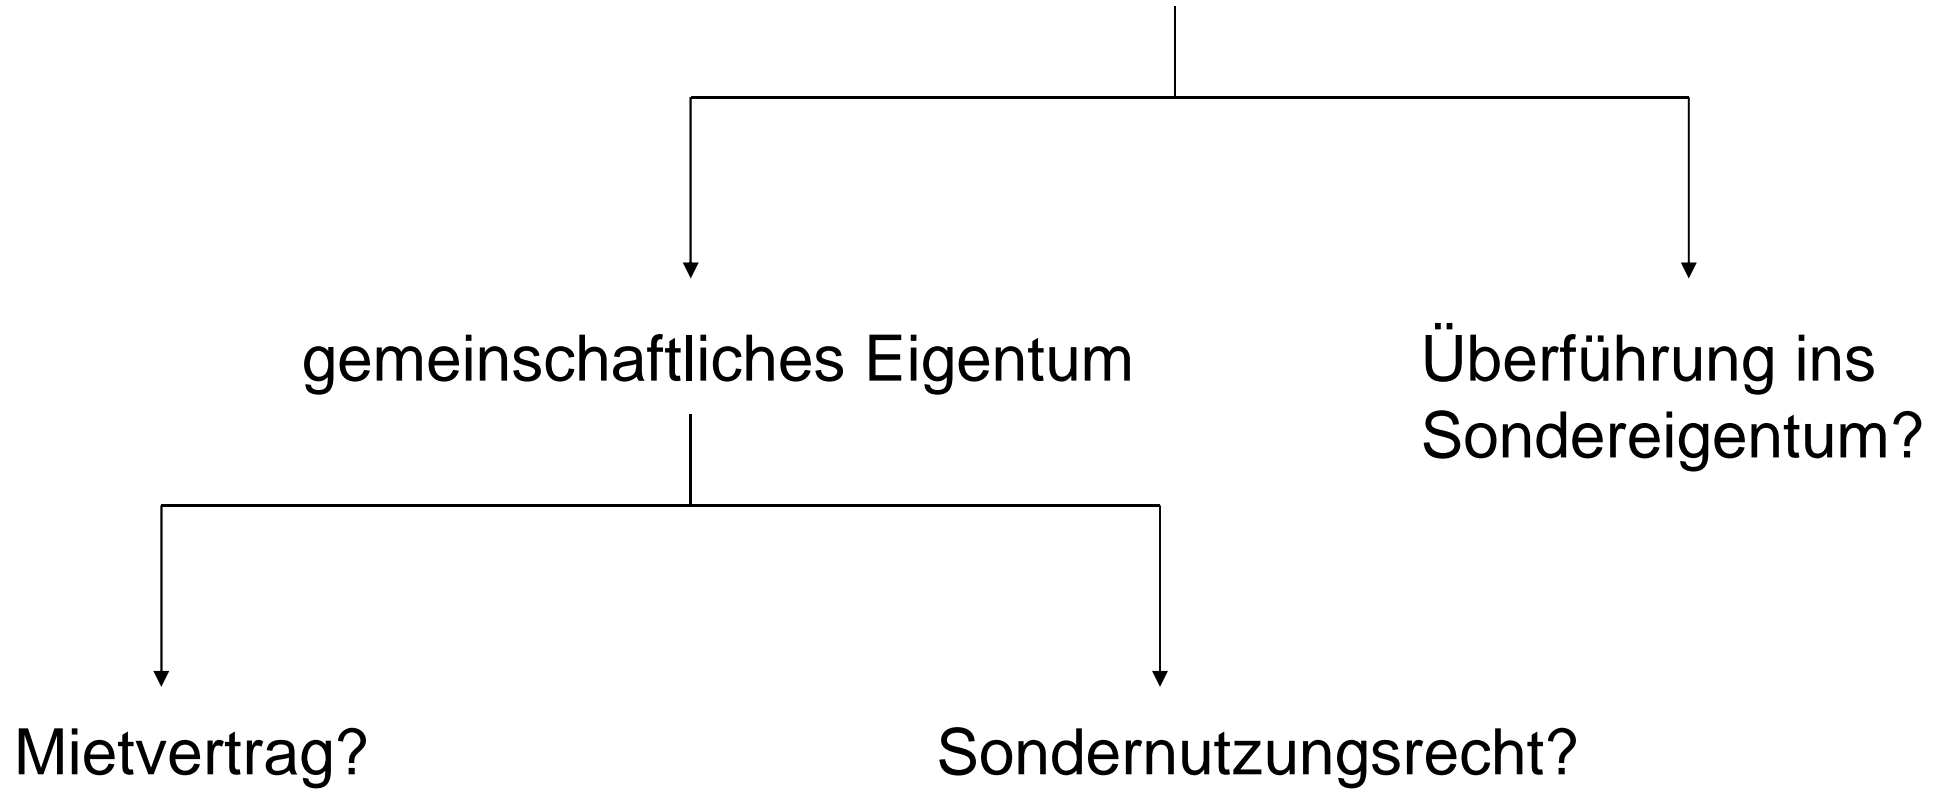 gemeinschaftliches Eigentum
Überführung ins
Sondereigentum?
Mietvertrag?
Sondernutzungsrecht?